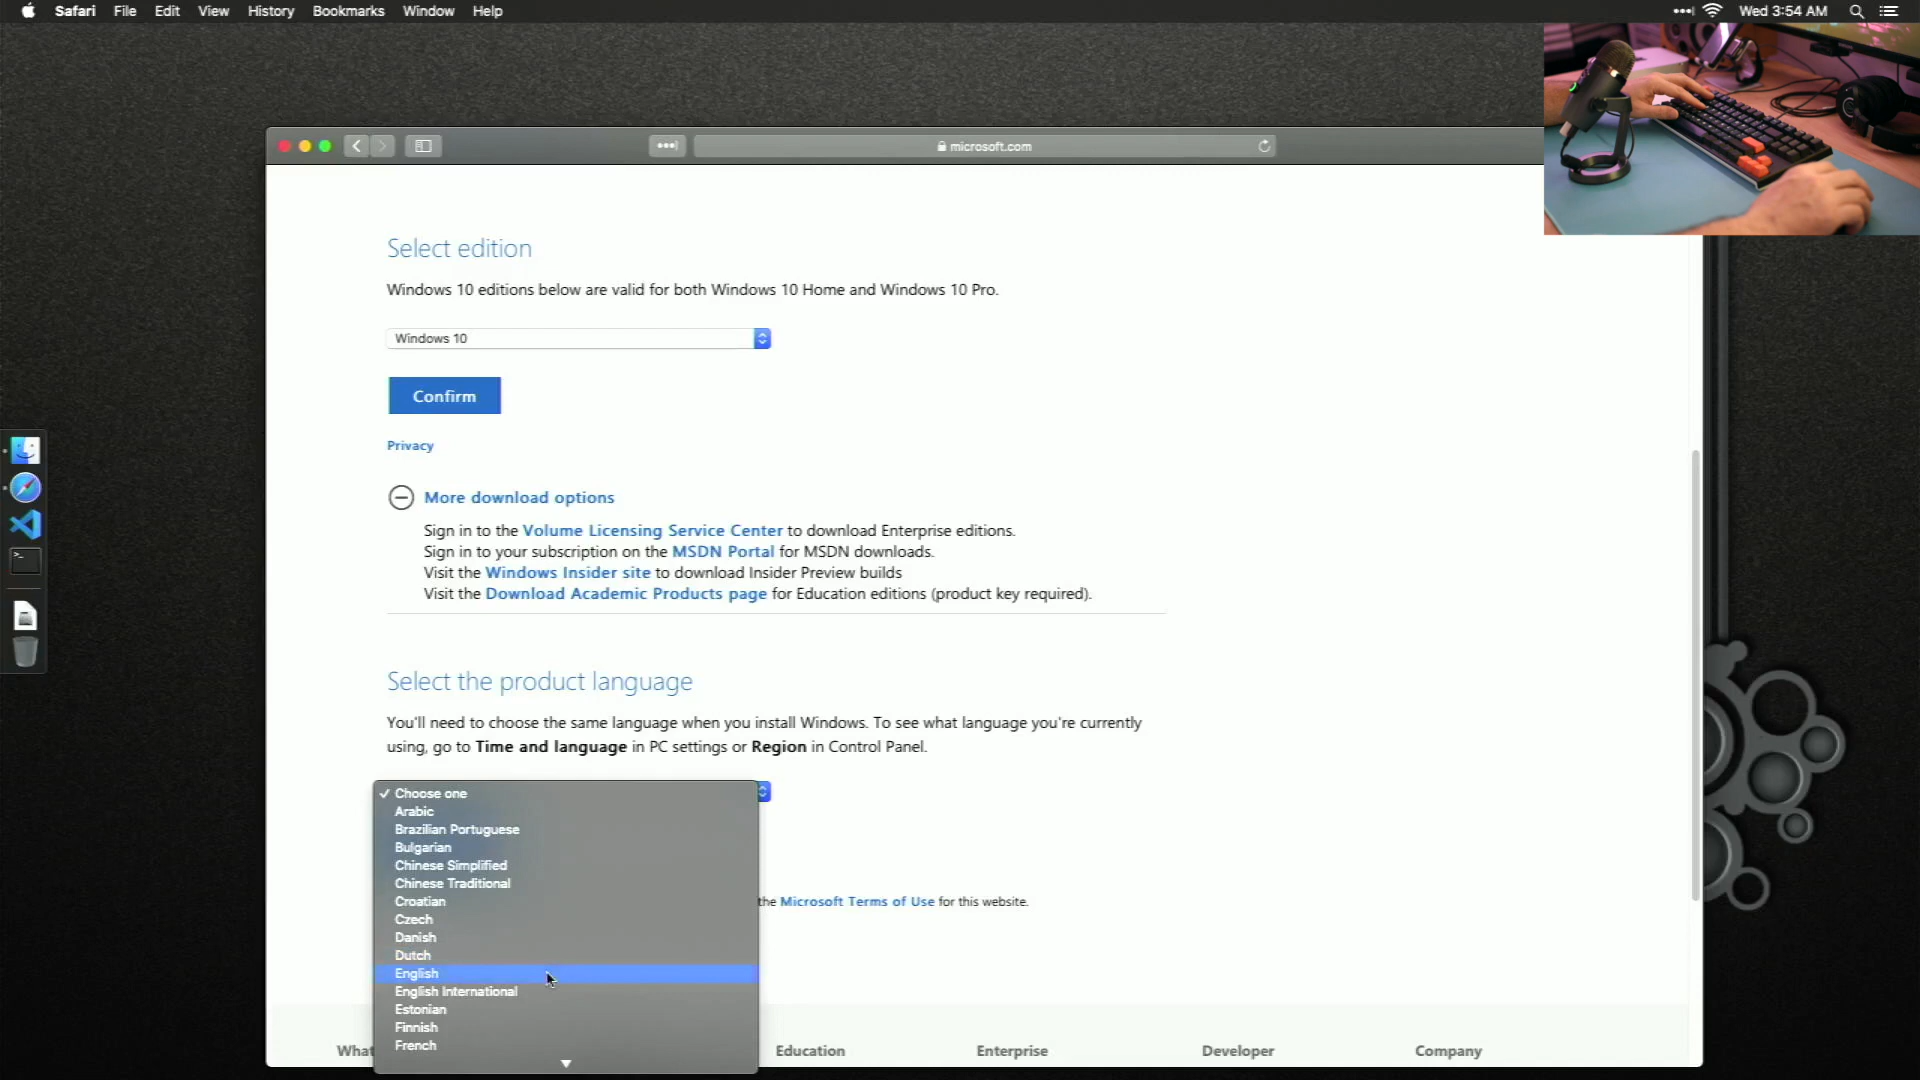 Safari File Edit View History Bookmarks Window Help
Wed 3:54 AM
microsoft.com
Select edition
Windows 10 editions below are valid for both Windows 10 Home and Windows 10 Pro.
Windows 10
Confirm
Privacy
More download options
Sign in to the Volume Licensing Service Center to download Enterprise editions.
Sign in to your subscription on the MSDN Portal for MSDN downloads.
Visit the Windows Insider site to download Insider Preview builds
Visit the Download Academic Products page for Education editions (product key required).
Select the product language
You'll need to choose the same language when you install Windows. To see what language you're currently
using, go to Time and language in PC settings or Region in Control Panel.
✓ Choose one
Arabic
Brazilian Portuguese
Bulgarian
Chinese Simplified
Chinese Traditional
Croatian
the Microsoft Terms of Use for this website.
Czech
Danish
Dutch
English
English International
Estonian
Finnish
French
What Education Enterprise Developer Company